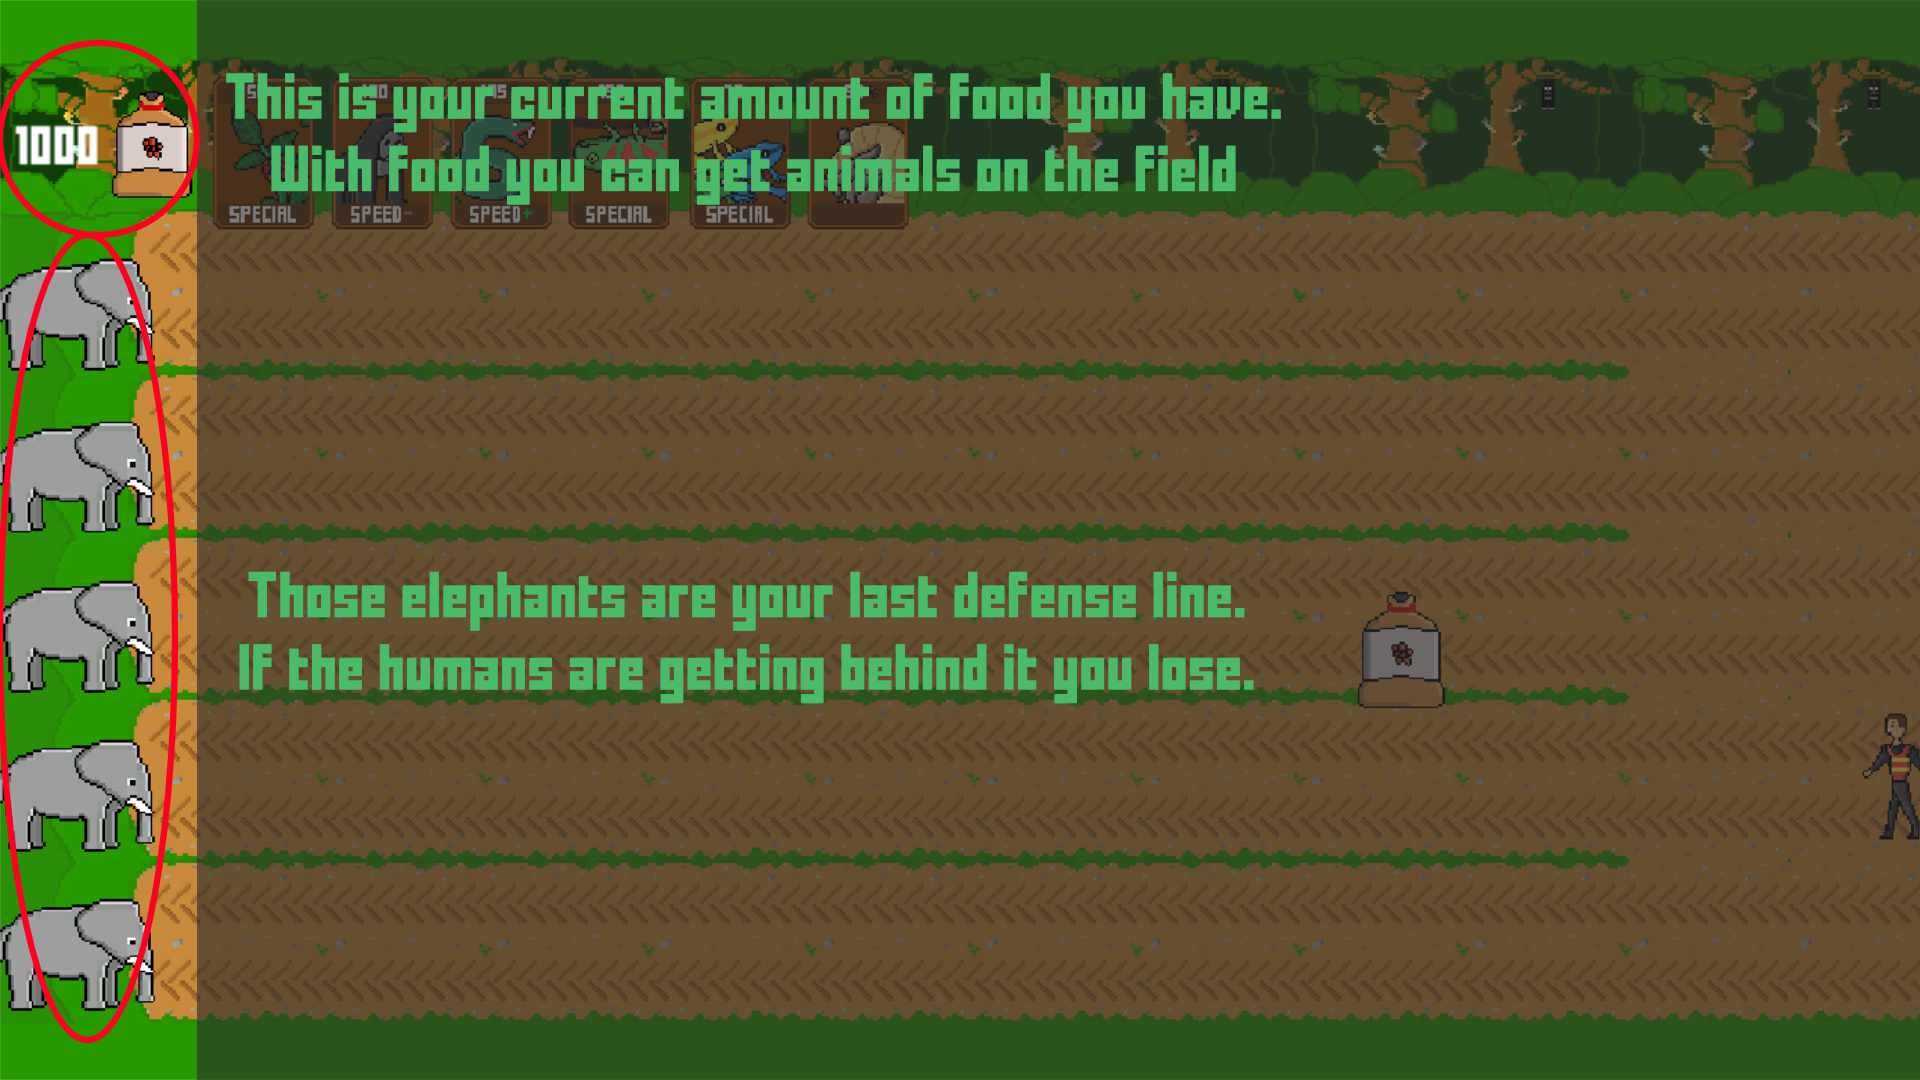 This is your current amount of food you have.
1000
With food you can get animals on the field
SPECIAL SPEED- SPEED+ SPECIAL SPECIAL
Those elephants are your last defense line.
If the humans are getting behind it you lose.